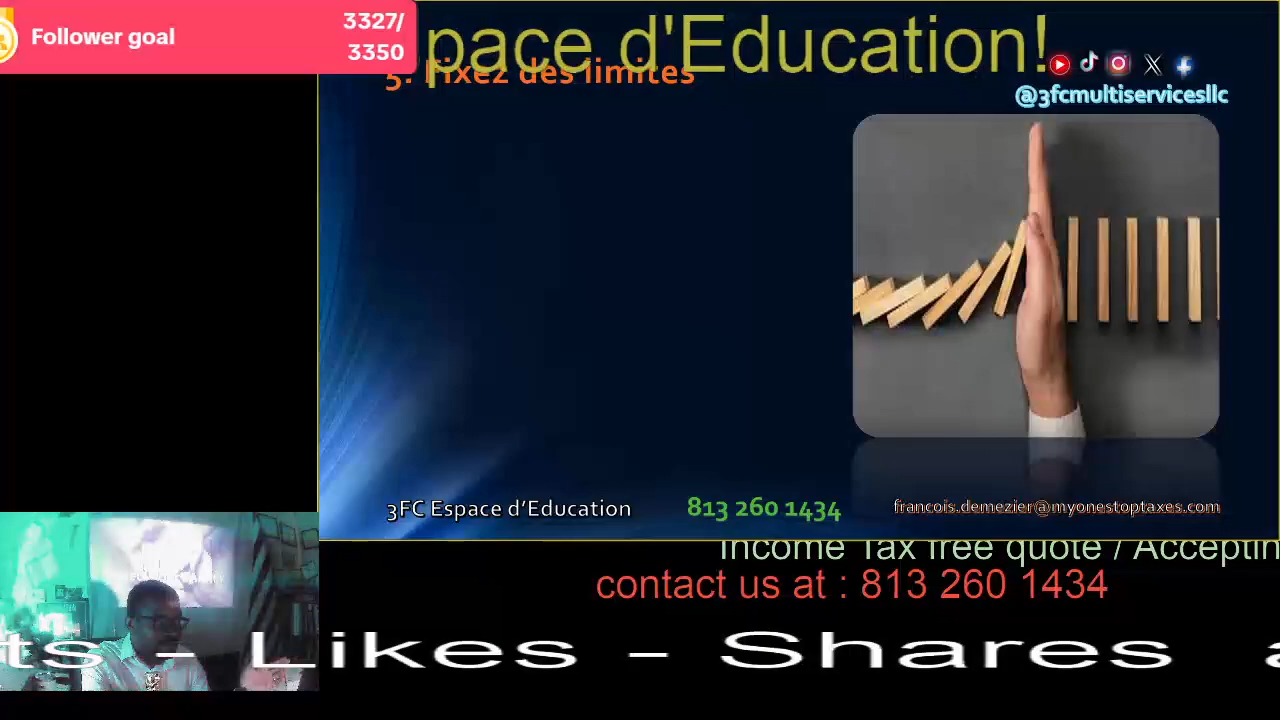 Follower goal
3327/
3350
pace d'Education!
5. Fixez des limites
@3fcmultiservicesllc
3FC Espace d’Education
813 260 1434
francois.demezier@myonestoptaxes.com
Income Tax free quote / Acceptin
contact us at : 813 260 1434
ts - Likes - Shares a